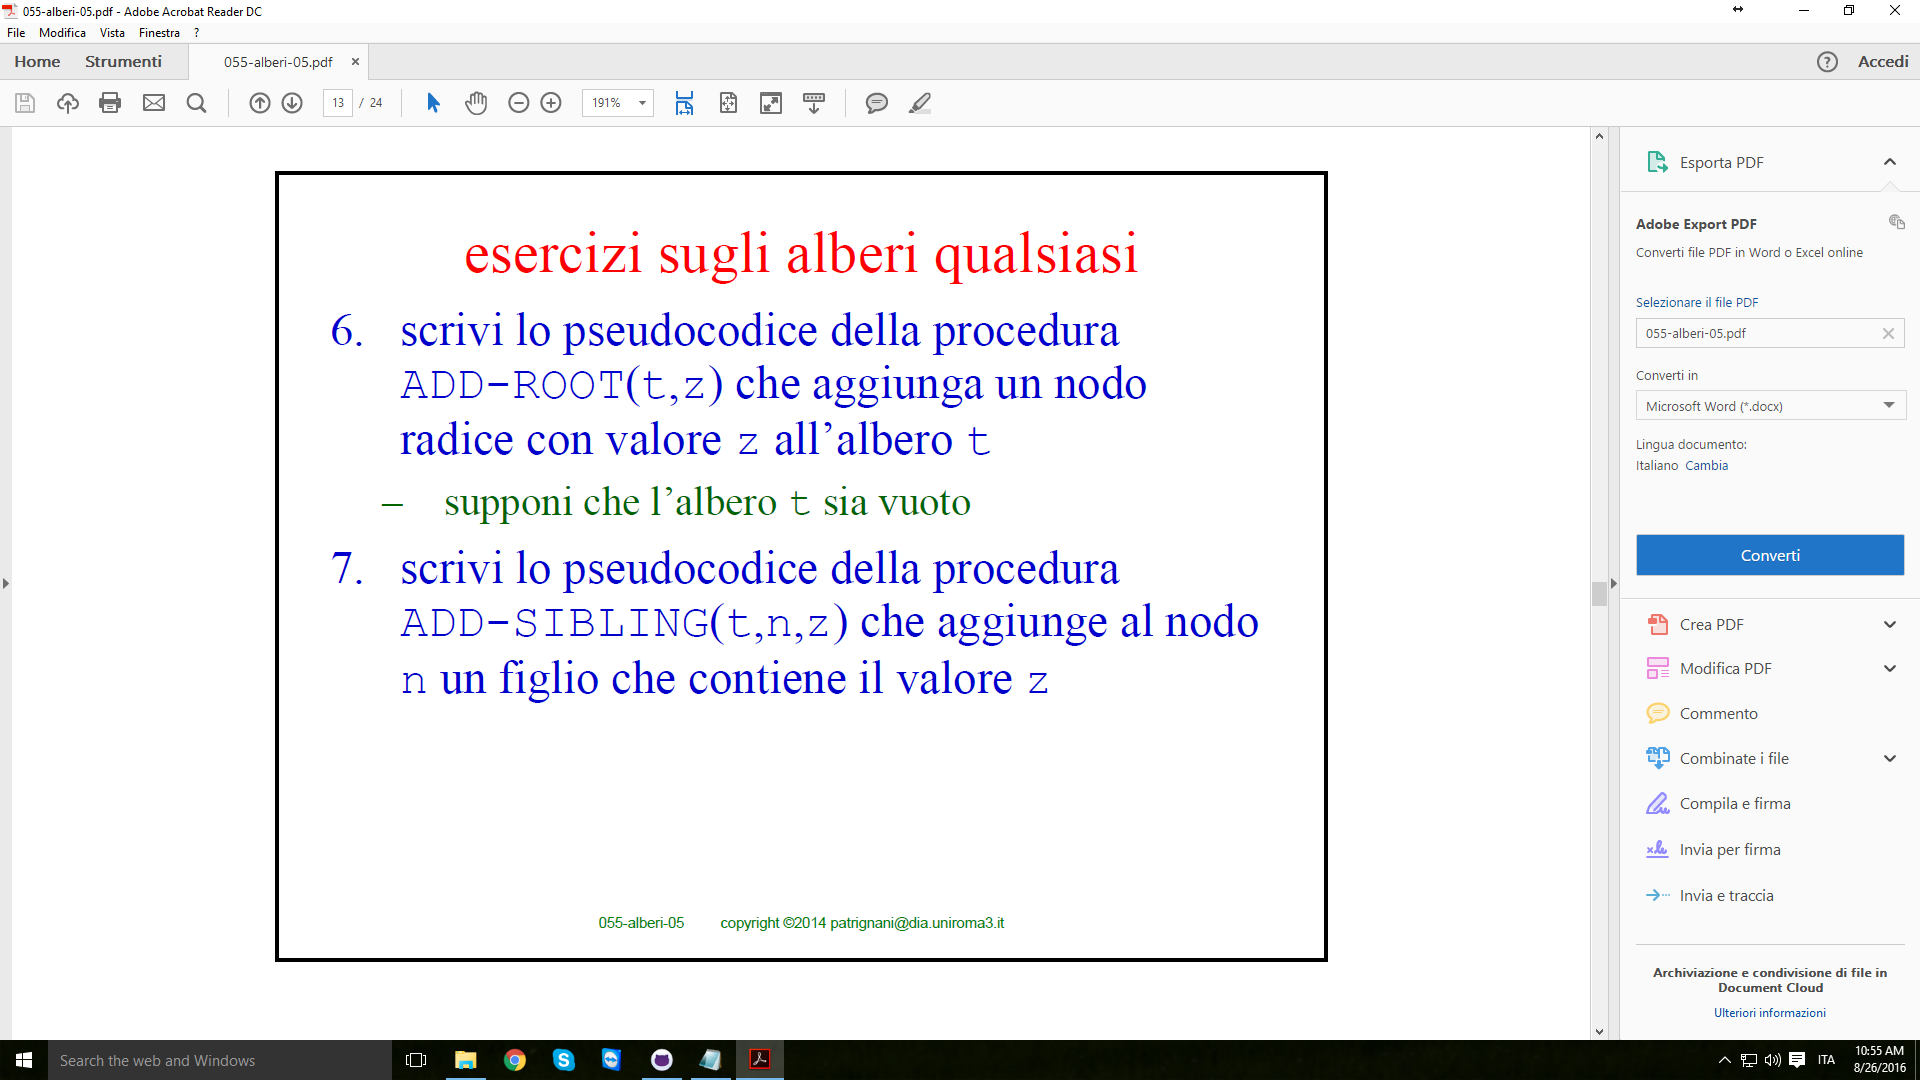 055-alberi-05.pdf - Adobe Acrobat Reader DC
File Modifica Vista Finestra ?
Home Strumenti 055-alberi-05.pdf × ? Accedi
13 / 24 191%
esercizi sugli alberi qualsiasi
6. scrivi lo pseudocodice della procedura
ADD-ROOT(t,z) che aggiunga un nodo
radice con valore z all’albero t
– supponi che l’albero t sia vuoto
7. scrivi lo pseudocodice della procedura
ADD-SIBLING(t,n,z) che aggiunge al nodo
n un figlio che contiene il valore z
055-alberi-05 copyright ©2014 patrignani@dia.uniroma3.it
Esporta PDF
Adobe Export PDF
Converti file PDF in Word o Excel online
Selezionare il file PDF
055-alberi-05.pdf
Converti in
Microsoft Word (*.docx)
Lingua documento:
Italiano Cambia
Converti
Crea PDF
Modifica PDF
Commento
Combinate i file
Compila e firma
Invia per firma
Invia e traccia
Archiviazione e condivisione di file in
Document Cloud
Ulteriori informazioni
Search the web and Windows
ITA
10:55 AM
8/26/2016